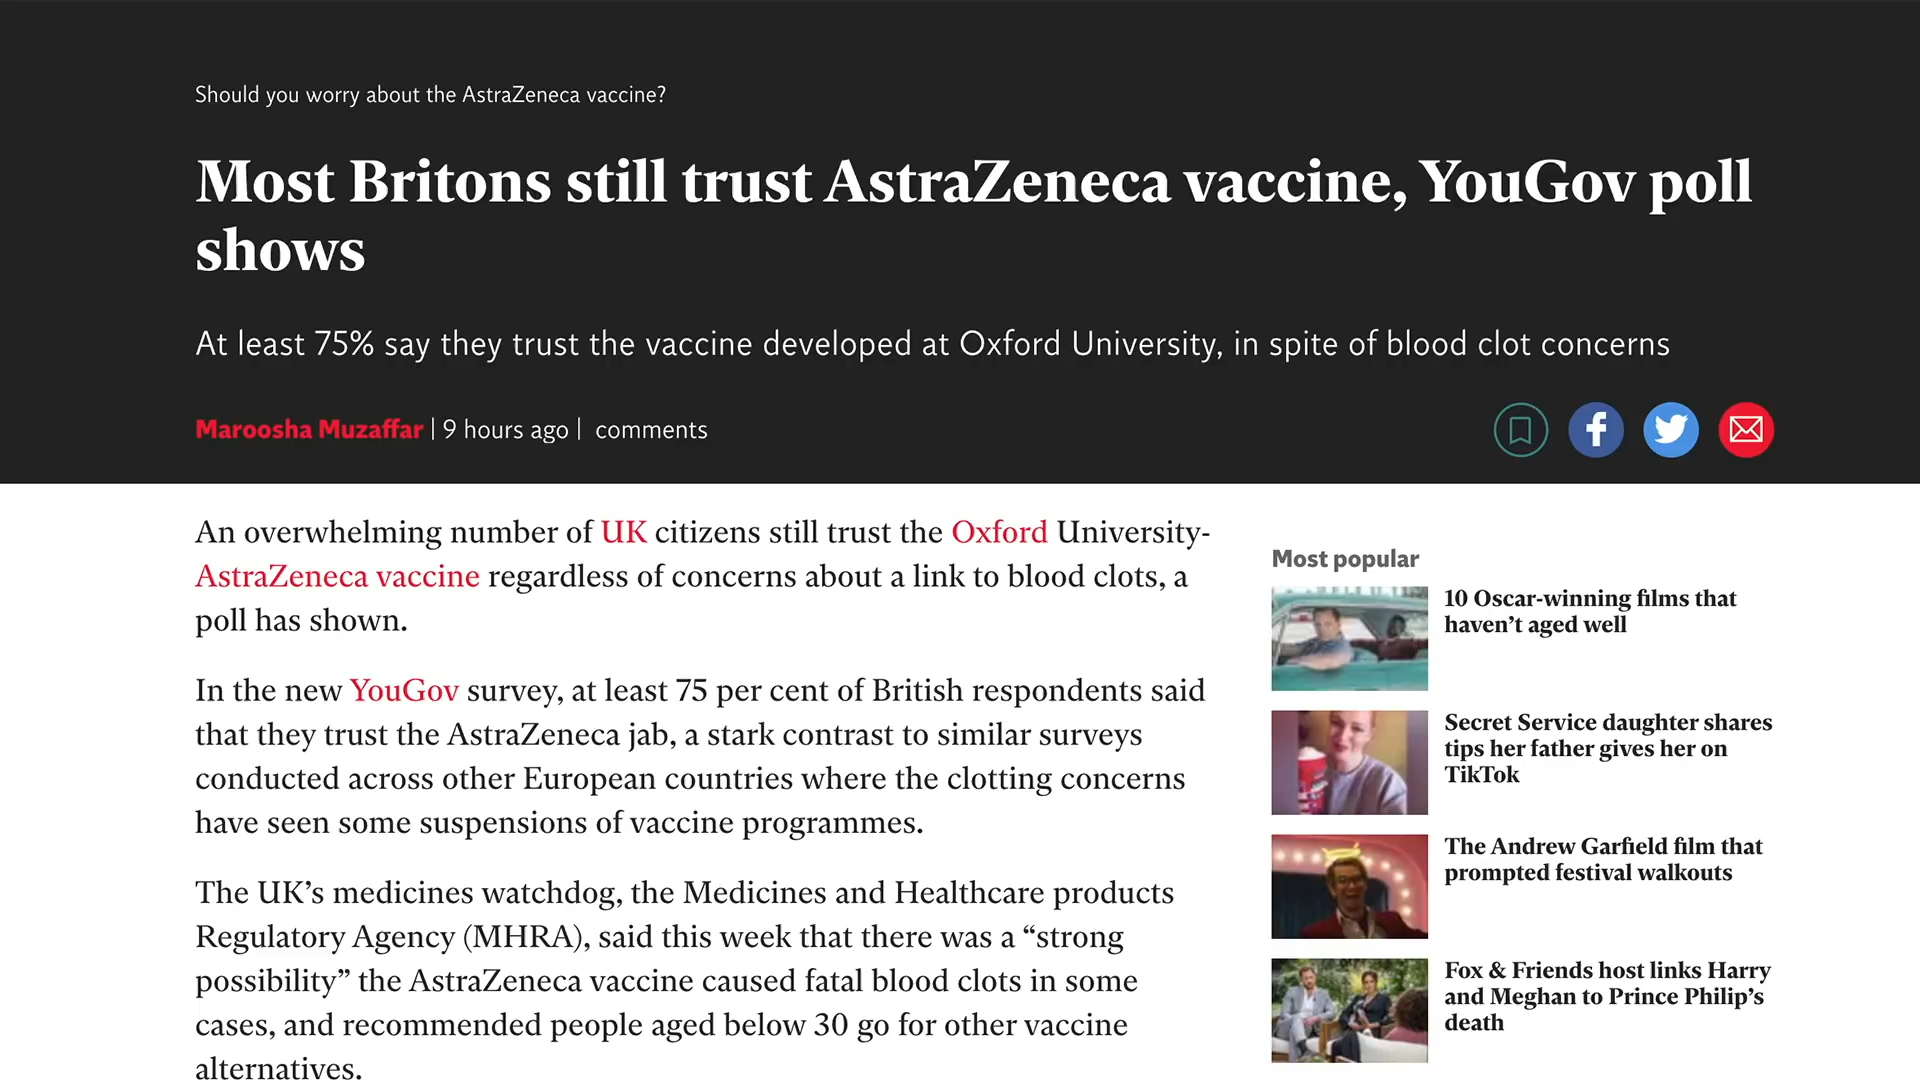 Should you worry about the AstraZeneca vaccine?
Most Britons still trust AstraZeneca vaccine, YouGov poll
shows
At least 75% say they trust the vaccine developed at Oxford University, in spite of blood clot concerns
Maroosha Muzaffar | 9 hours ago | comments
An overwhelming number of UK citizens still trust the Oxford University-
AstraZeneca vaccine regardless of concerns about a link to blood clots, a
poll has shown.
In the new YouGov survey, at least 75 per cent of British respondents said
that they trust the AstraZeneca jab, a stark contrast to similar surveys
conducted across other European countries where the clotting concerns
have seen some suspensions of vaccine programmes.
The UK’s medicines watchdog, the Medicines and Healthcare products
Regulatory Agency (MHRA), said this week that there was a “strong
possibility” the AstraZeneca vaccine caused fatal blood clots in some
cases, and recommended people aged below 30 go for other vaccine
alternatives.
Most popular
10 Oscar-winning films that
haven’t aged well
Secret Service daughter shares
tips her father gives her on
TikTok
The Andrew Garfield film that
prompted festival walkouts
Fox & Friends host links Harry
and Meghan to Prince Philip’s
death